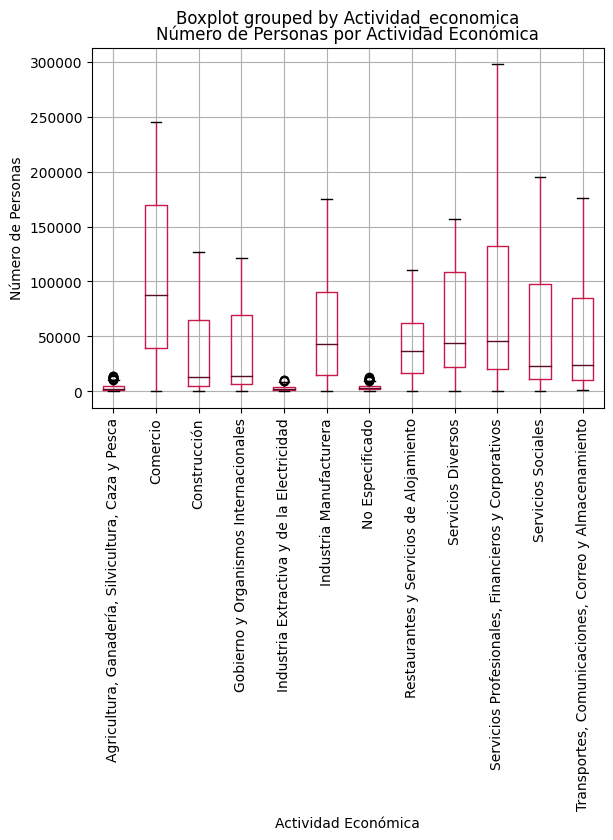 Boxplot grouped by Actividad_economica
Número de Personas por Actividad Económica
Número de Personas
300000
250000
200000
150000
100000
50000
0
Agricultura, Ganadería, Silvicultura, Caza y Pesca
Comercio
Construcción
Gobierno y Organismos Internacionales
Industria Extractiva y de la Electricidad
Industria Manufacturera
No Especificado
Restaurantes y Servicios de Alojamiento
Servicios Diversos
Servicios Profesionales, Financieros y Corporativos
Servicios Sociales
Transportes, Comunicaciones, Correo y Almacenamiento
Actividad Económica